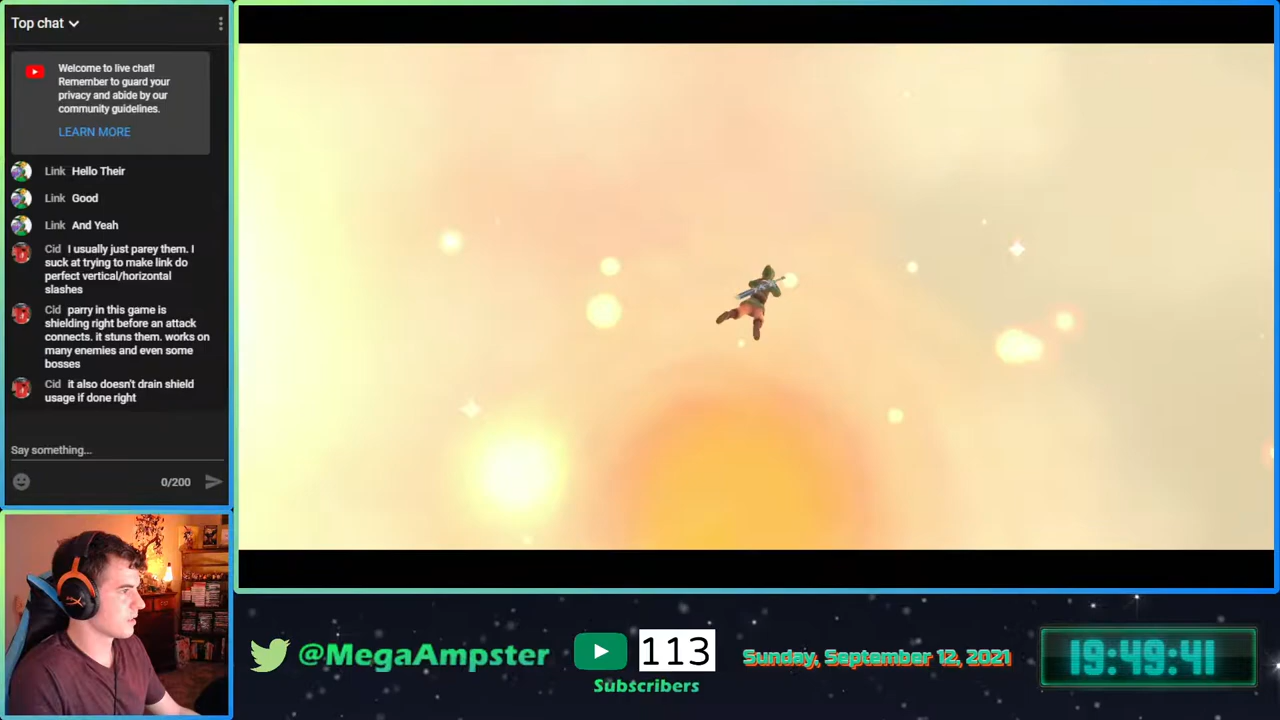 Top chat
Welcome to live chat!
Remember to guard your
privacy and abide by our
community guidelines.
LEARN MORE
Link Hello Their
Link Good
Link And Yeah
Cid I usually just parey them. I
suck at trying to make link do
perfect vertical/horizontal
slashes
Cid parry in this game is
shielding right before an attack
connects. it stuns them. works on
many enemies and even some
bosses
Cid it also doesn't drain shield
usage if done right
Say something...
0/200
@MegaAmpster
113
Subscribers
Sunday, September 12, 2021
19:49:41